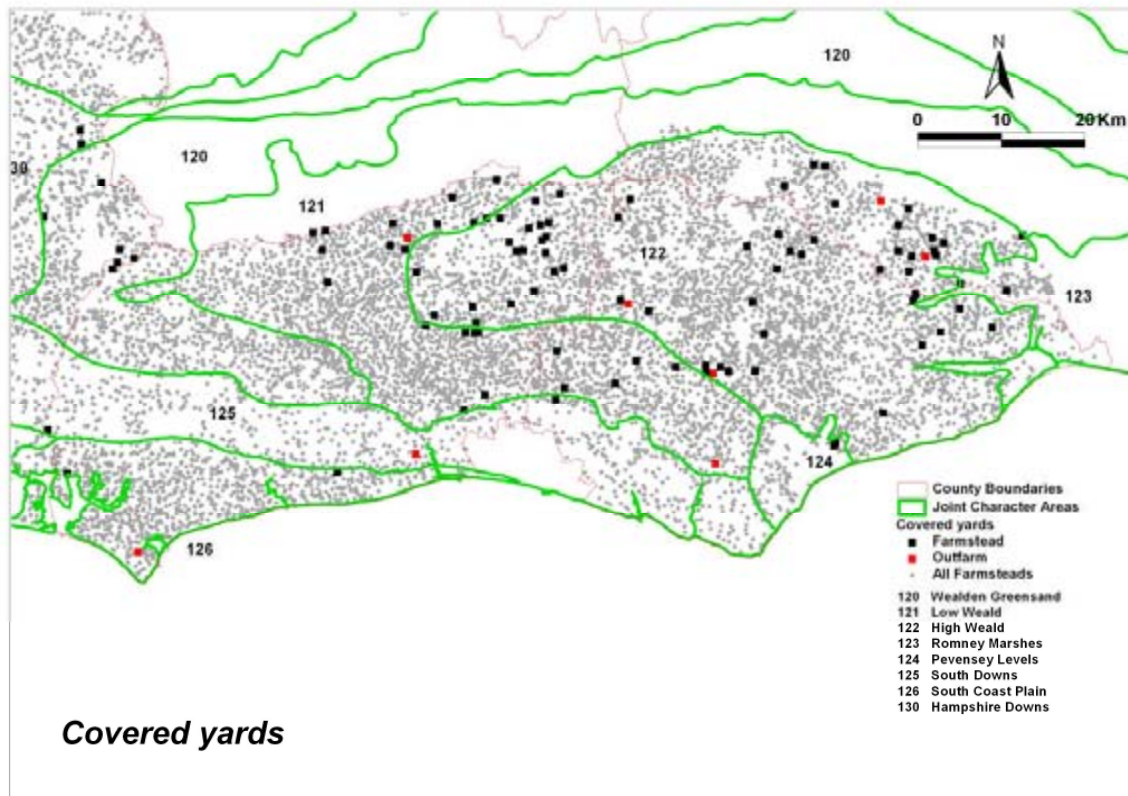 120
N
0 10 20 Km
120
30
121
122
123
125
124
126
County Boundaries
Joint Character Areas
Covered yards
Farmstead
Outfarm
All Farmsteads
120 Wealden Greensand
121 Low Weald
122 High Weald
123 Romney Marshes
124 Pevensey Levels
125 South Downs
126 South Coast Plain
130 Hampshire Downs
Covered yards